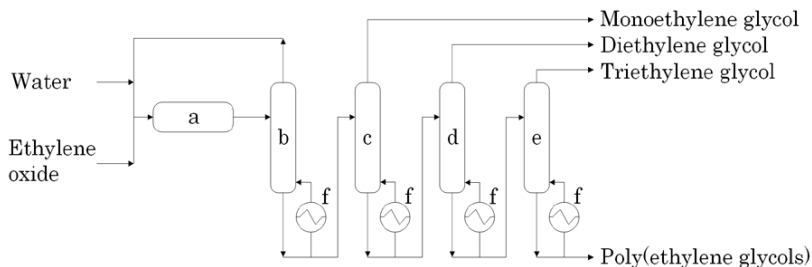 Monoethylene glycol
Diethylene glycol
Triethylene glycol
Water
a
b
c
d
e
Ethylene
oxide
f
f
f
f
Poly(ethylene glycols)